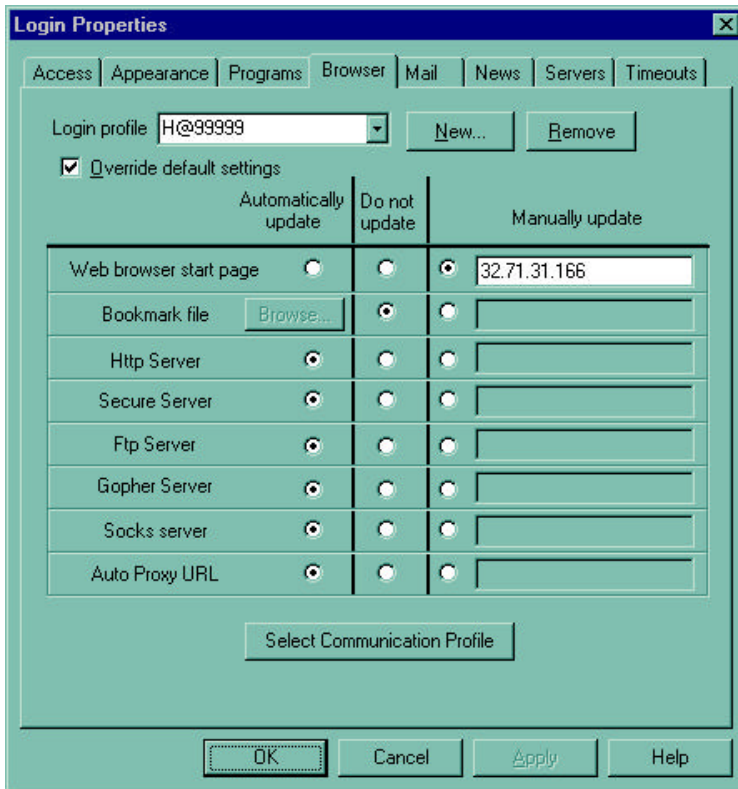 Login Properties
Access Appearance Programs Browser Mail News Servers Timeouts
Login profile H@99999 New... Remove
Override default settings
Automatically update Do not update Manually update
Web browser start page 32.71.31.166
Bookmark file Browse...
Http Server
Secure Server
Ftp Server
Gopher Server
Socks server
Auto Proxy URL
Select Communication Profile
OK Cancel Apply Help